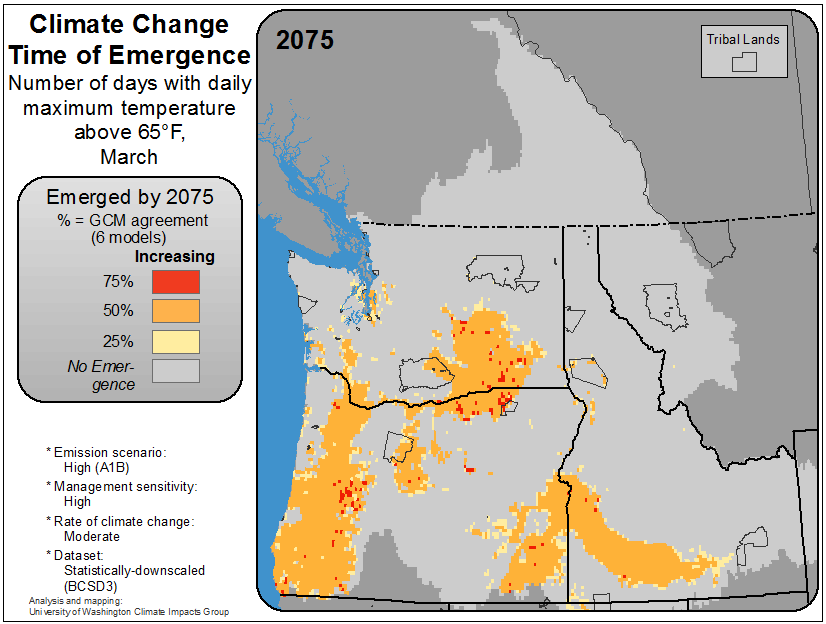 Climate Change
Time of Emergence
Number of days with daily
maximum temperature
above 65°F,
March
Emerged by 2075
% = GCM agreement
(6 models)
Increasing
75%
50%
25%
No Emer-
gence
* Emission scenario:
High (A1B)
* Management sensitivity:
High
* Rate of climate change:
Moderate
* Dataset:
Statistically-downscaled
(BCSD3)
Analysis and mapping:
University of Washington Climate Impacts Group
2075
Tribal Lands